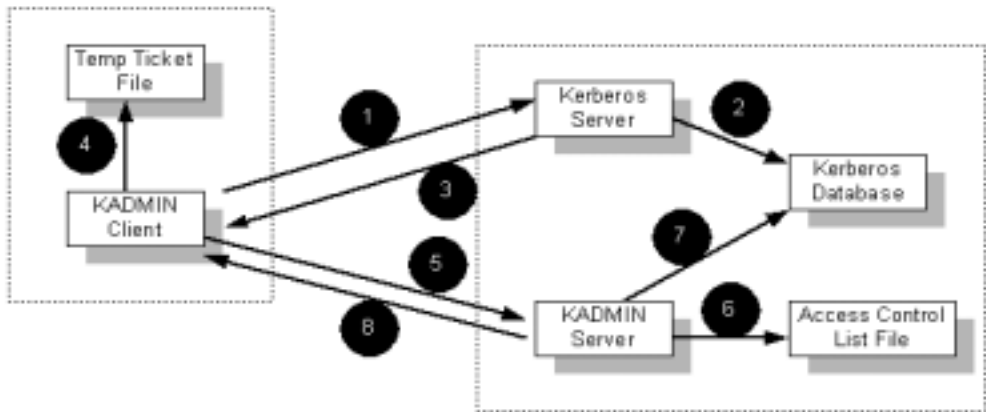 Temp Ticket
File
4
KADMIN
Client
1
3
5
8
Kerberos
Server
2
Kerberos
Database
7
KADMIN
Server
6
Access Control
List File